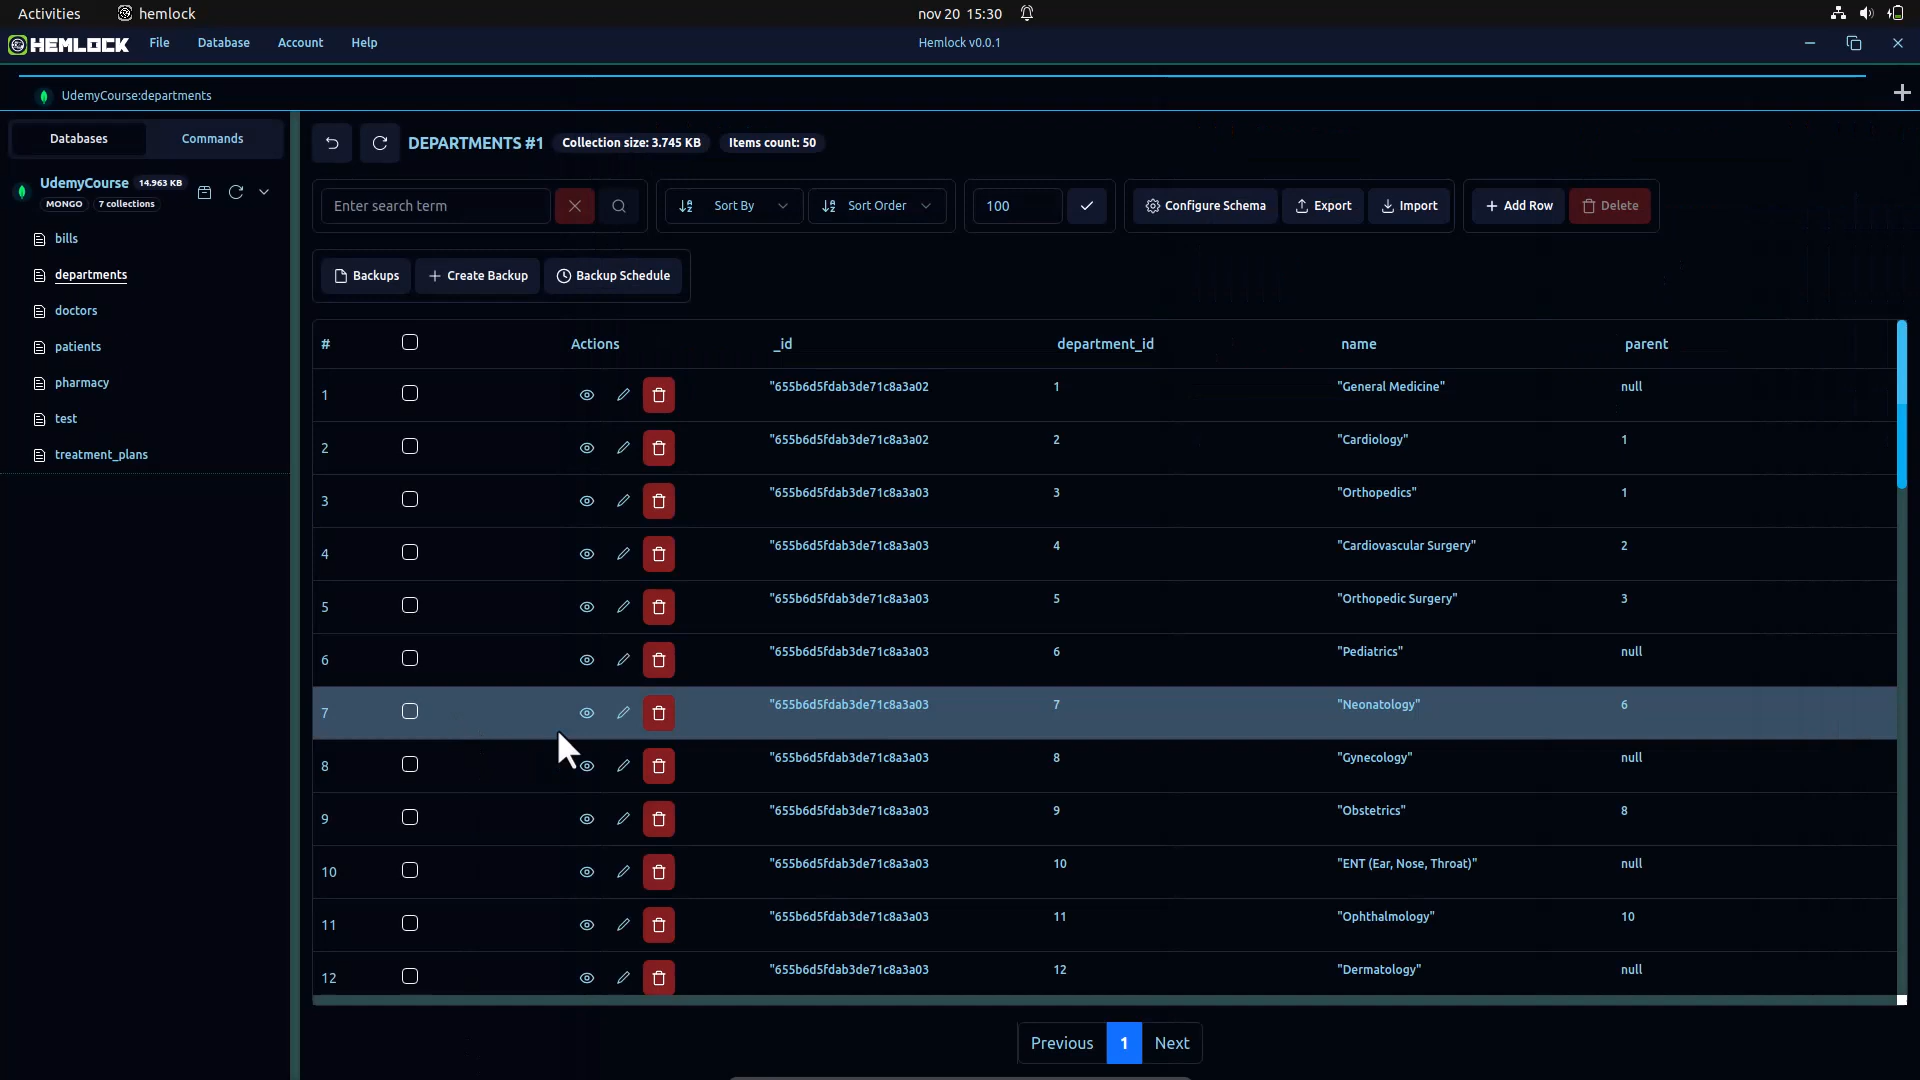 Activities hemlock nov 20 15:30
HEMLOCK File Database Account Help Hemlock v0.0.1
UdemyCourse:departments
Databases Commands
UdemyCourse 14.963 KB
MONGO 7 collections
bills
departments
doctors
patients
pharmacy
test
treatment_plans
DEPARTMENTS #1 Collection size: 3.745 KB Items count: 50
Enter search term Sort By Sort Order 100 Configure Schema Export Import Add Row Delete
Backups Create Backup Backup Schedule
# Actions _id department_id name parent
1 "655b6d5fdab3de71c8a3a02 1 "General Medicine" null
2 "655b6d5fdab3de71c8a3a02 2 "Cardiology" 1
3 "655b6d5fdab3de71c8a3a03 3 "Orthopedics" 1
4 "655b6d5fdab3de71c8a3a03 4 "Cardiovascular Surgery" 2
5 "655b6d5fdab3de71c8a3a03 5 "Orthopedic Surgery" 3
6 "655b6d5fdab3de71c8a3a03 6 "Pediatrics" null
7 "655b6d5fdab3de71c8a3a03 7 "Neonatology" 6
8 "655b6d5fdab3de71c8a3a03 8 "Gynecology" null
9 "655b6d5fdab3de71c8a3a03 9 "Obstetrics" 8
10 "655b6d5fdab3de71c8a3a03 10 "ENT (Ear, Nose, Throat)" null
11 "655b6d5fdab3de71c8a3a03 11 "Ophthalmology" 10
12 "655b6d5fdab3de71c8a3a03 12 "Dermatology" null
Previous 1 Next